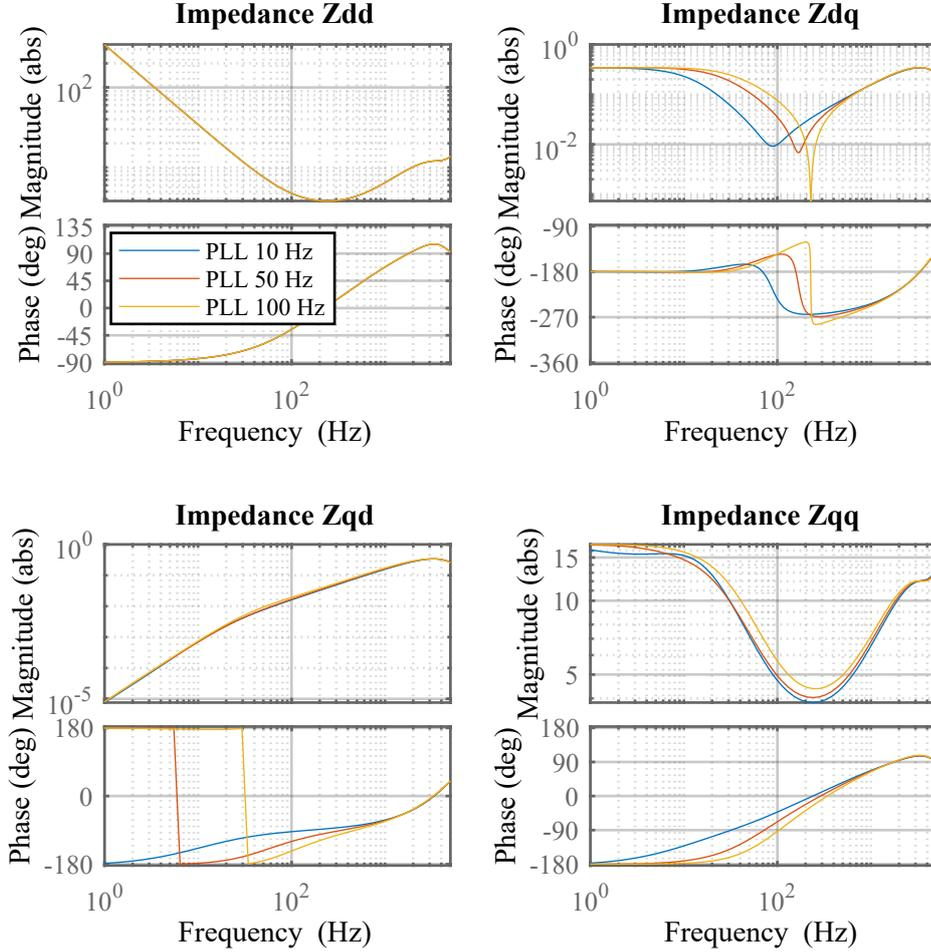 Impedance Zdd
Magnitude (abs)
10^2
Phase (deg)
135
90
45
0
-45
-90
PLL 10 Hz
PLL 50 Hz
PLL 100 Hz
10^0
10^2
Frequency (Hz)
Impedance Zdq
Magnitude (abs)
10^0
10^-2
Phase (deg)
-90
-180
-270
-360
10^0
10^2
Frequency (Hz)
Impedance Zqd
Magnitude (abs)
10^0
10^-5
Phase (deg)
180
0
-180
10^0
10^2
Frequency (Hz)
Impedance Zqq
Magnitude (abs)
15
10
5
Phase (deg)
180
90
0
-90
-180
10^0
10^2
Frequency (Hz)